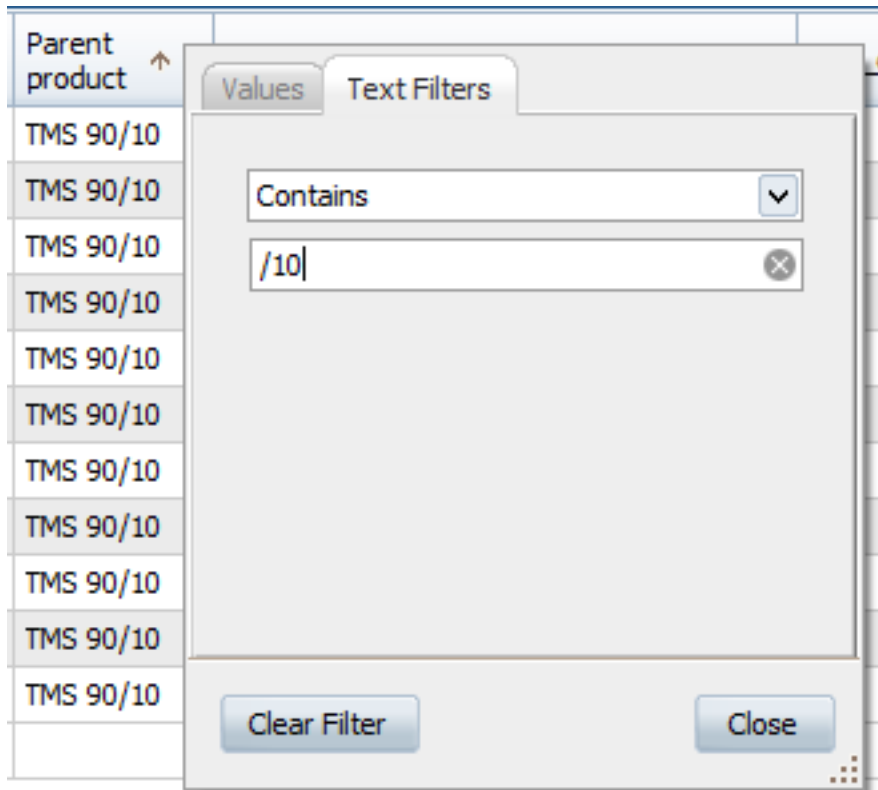 Parent
product
Values
Text Filters
TMS 90/10
TMS 90/10
Contains
TMS 90/10
/10
TMS 90/10
TMS 90/10
TMS 90/10
TMS 90/10
TMS 90/10
TMS 90/10
TMS 90/10
TMS 90/10
Clear Filter
Close